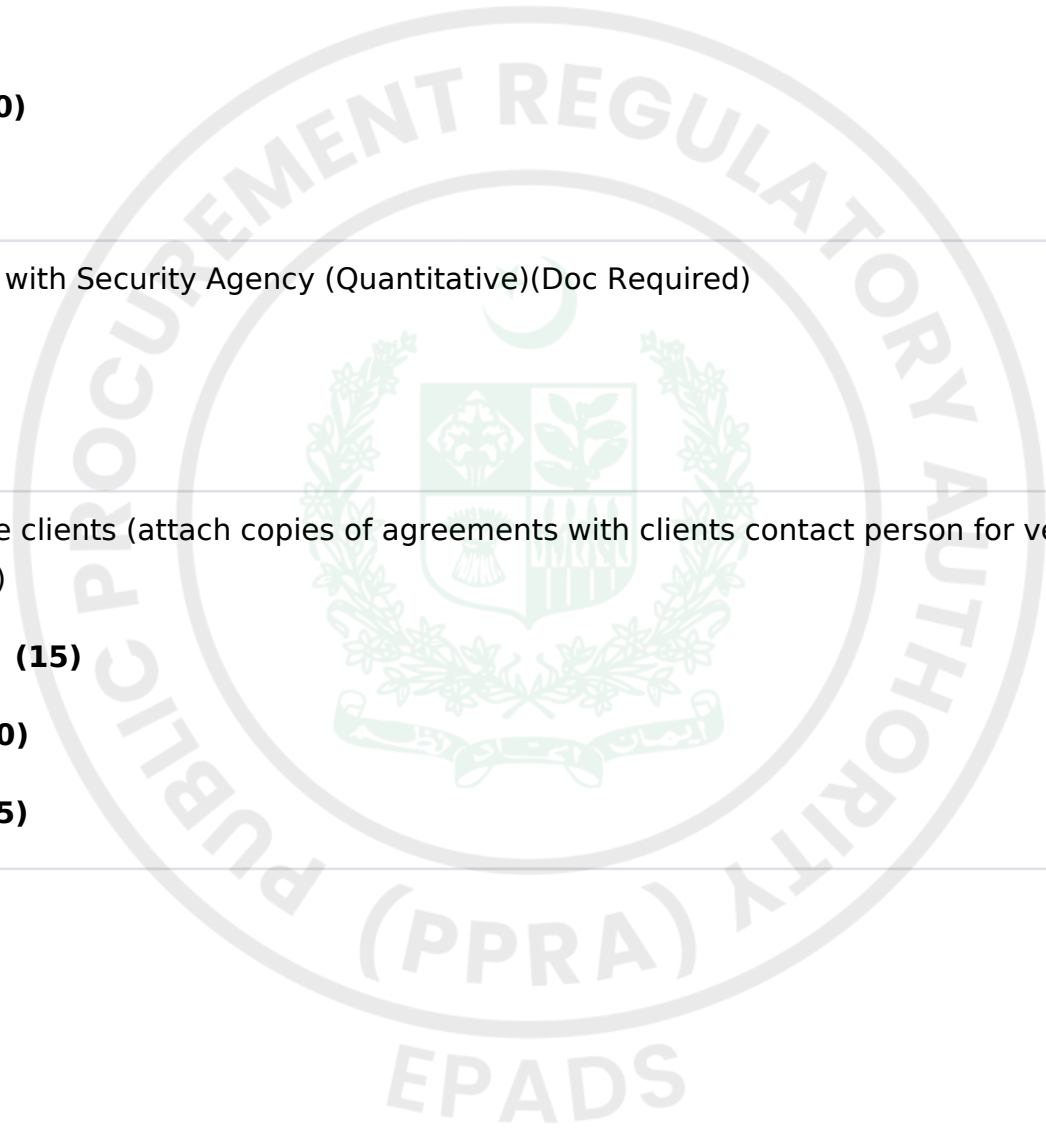 0)
with Security Agency (Quantitative)(Doc Required)
clients (attach copies of agreements with clients contact person for
)
(15)
0)
5)
PUBLIC PROCUREMENT REGULATORY AUTHORITY
(PPRA)
EPADS